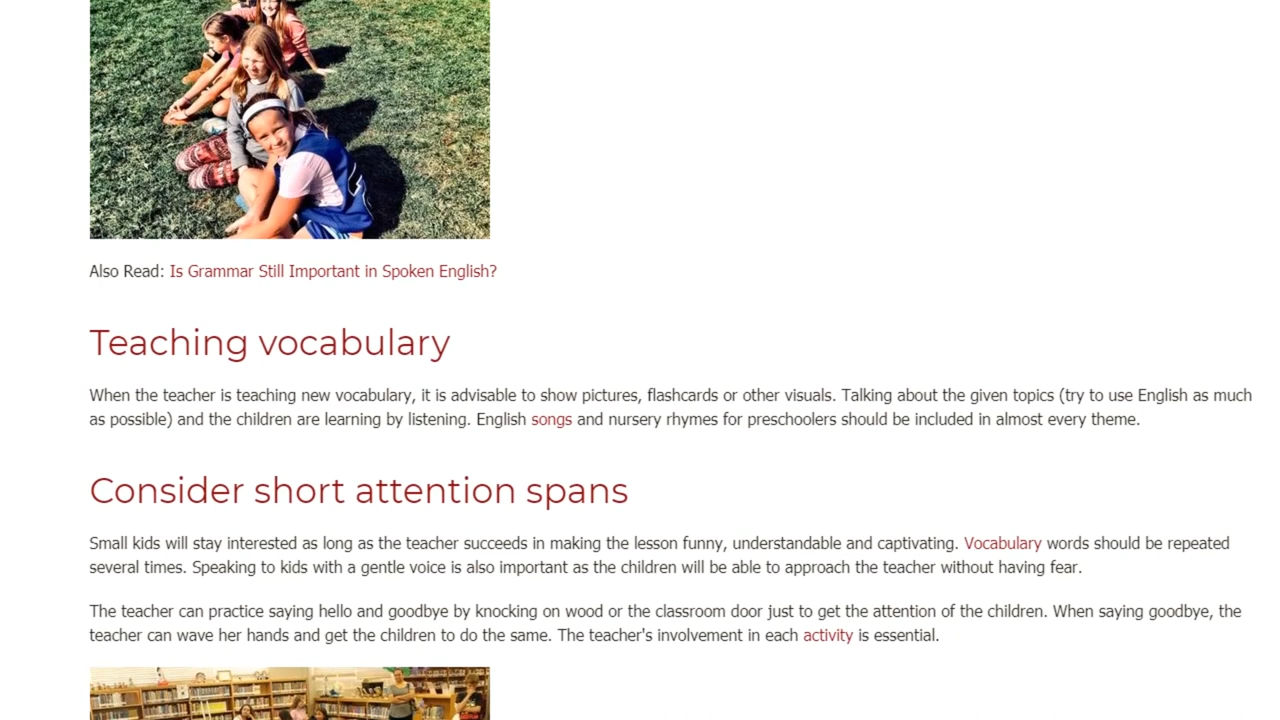 Also Read: Is Grammar Still Important in Spoken English?
Teaching vocabulary
When the teacher is teaching new vocabulary, it is advisable to show pictures, flashcards or other visuals. Talking about the given topics (try to use English as much
as possible) and the children are learning by listening. English songs and nursery rhymes for preschoolers should be included in almost every theme.
Consider short attention spans
Small kids will stay interested as long as the teacher succeeds in making the lesson funny, understandable and captivating. Vocabulary words should be repeated
several times. Speaking to kids with a gentle voice is also important as the children will be able to approach the teacher without having fear.
The teacher can practice saying hello and goodbye by knocking on wood or the classroom door just to get the attention of the children. When saying goodbye, the
teacher can wave her hands and get the children to do the same. The teacher's involvement in each activity is essential.